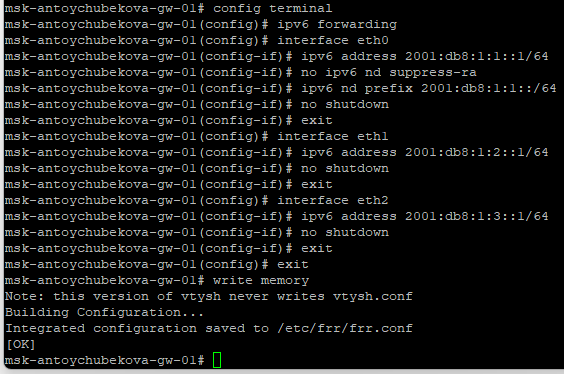 msk-antoychubekova-gw-01# config terminal
msk-antoychubekova-gw-01(config)# ipv6 forwarding
msk-antoychubekova-gw-01(config)# interface eth0
msk-antoychubekova-gw-01(config-if)# ipv6 address 2001:db8:1:1::1/64
msk-antoychubekova-gw-01(config-if)# no ipv6 nd suppress-ra
msk-antoychubekova-gw-01(config-if)# ipv6 nd prefix 2001:db8:1:1::/64
msk-antoychubekova-gw-01(config-if)# no shutdown
msk-antoychubekova-gw-01(config-if)# exit
msk-antoychubekova-gw-01(config)# interface eth1
msk-antoychubekova-gw-01(config-if)# ipv6 address 2001:db8:1:2::1/64
msk-antoychubekova-gw-01(config-if)# no shutdown
msk-antoychubekova-gw-01(config-if)# exit
msk-antoychubekova-gw-01(config)# interface eth2
msk-antoychubekova-gw-01(config-if)# ipv6 address 2001:db8:1:3::1/64
msk-antoychubekova-gw-01(config-if)# no shutdown
msk-antoychubekova-gw-01(config-if)# exit
msk-antoychubekova-gw-01(config)# exit
msk-antoychubekova-gw-01# write memory
Note: this version of vtysh never writes vtysh.conf
Building Configuration...
Integrated configuration saved to /etc/frr/frr.conf
[OK]
msk-antoychubekova-gw-01#